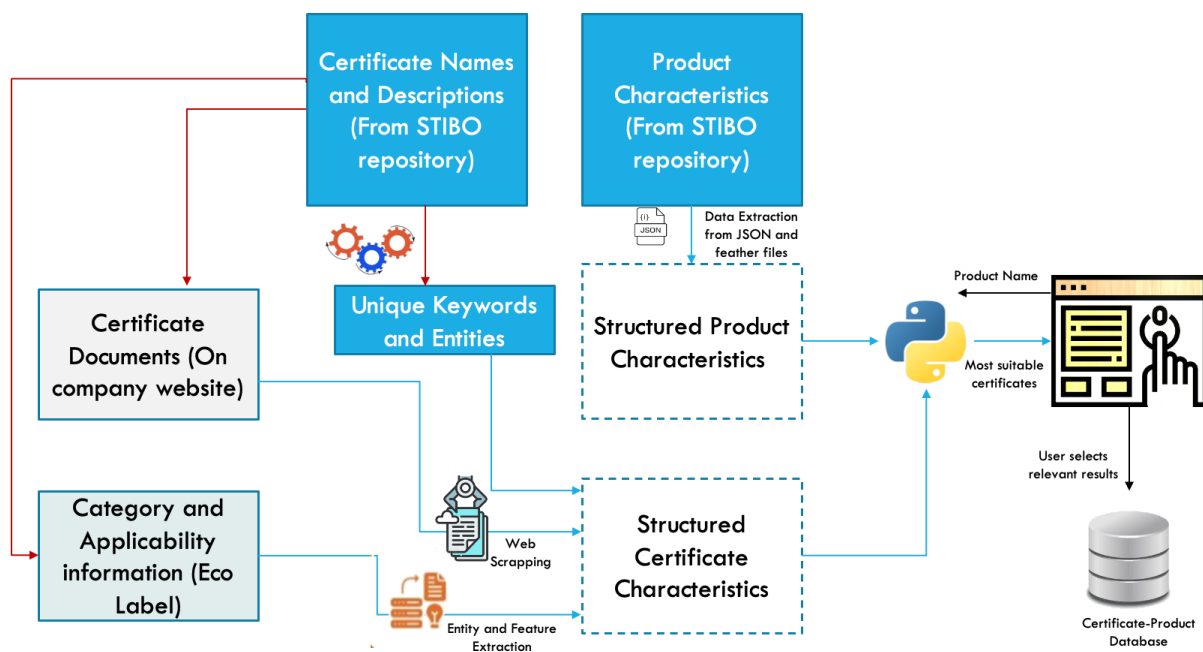 Certificate Names
and Descriptions
(From STIBO
repository)
Product
Characteristics
(From STIBO
repository)
{i}
JSON
Data Extraction
from JSON and
feather files
Certificate
Documents (On
company website)
Unique Keywords
and Entities
Structured Product
Characteristics
Product Name
Most suitable
certificates
User selects
relevant results
Category and
Applicability
information (Eco
Label)
Web
Scrapping
Entity and Feature
Extraction
Structured
Certificate
Characteristics
Certificate-Product
Database